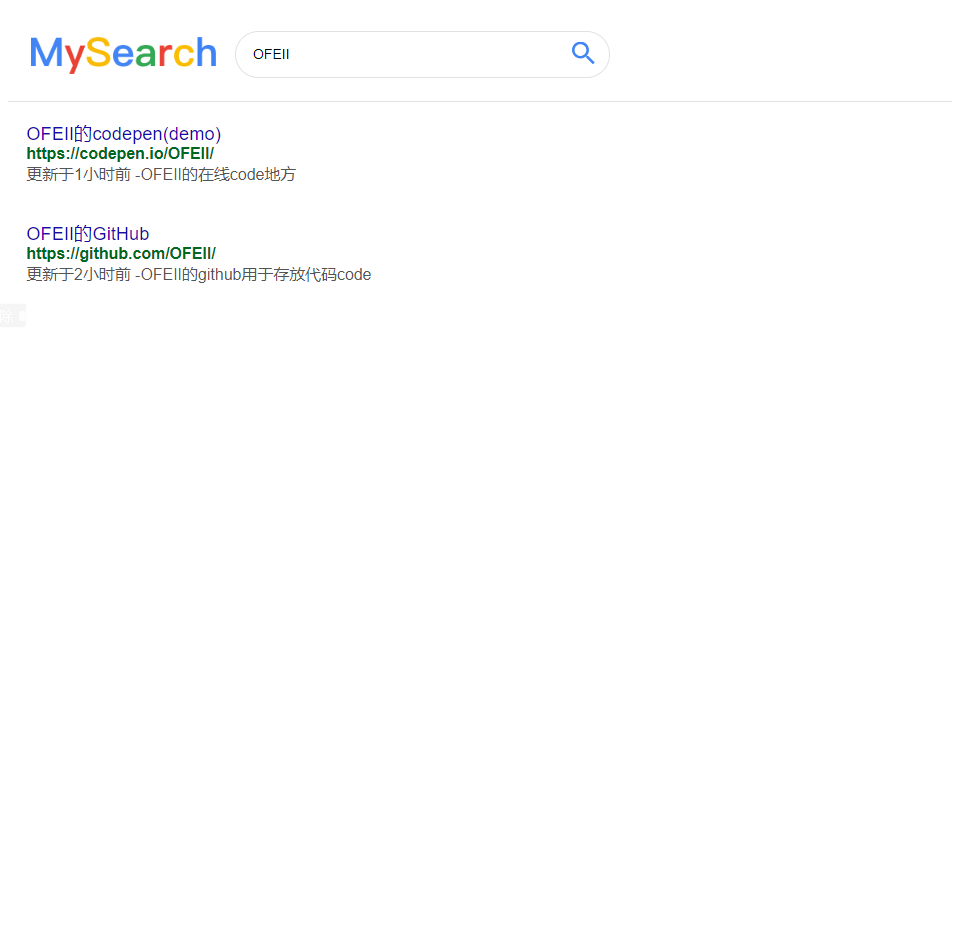 MySearch
OFEII
OFEII的codepen(demo)
https://codepen.io/OFEII/
更新于1小时前 -OFEII的在线code地方
OFEII的GitHub
https://github.com/OFEII/
更新于2小时前 -OFEII的github用于存放代码code
除